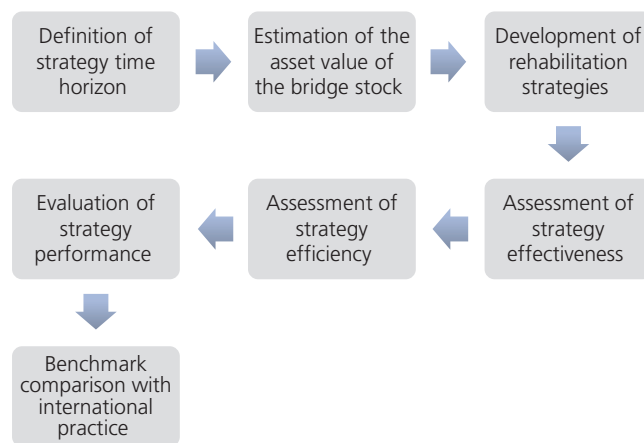 Definition of
strategy time
horizon
Estimation of the
asset value of
the bridge stock
Development of
rehabilitation
strategies
Assessment of
strategy
effectiveness
Assessment of
strategy
efficiency
Evaluation of
strategy
performance
Benchmark
comparison with
international
practice